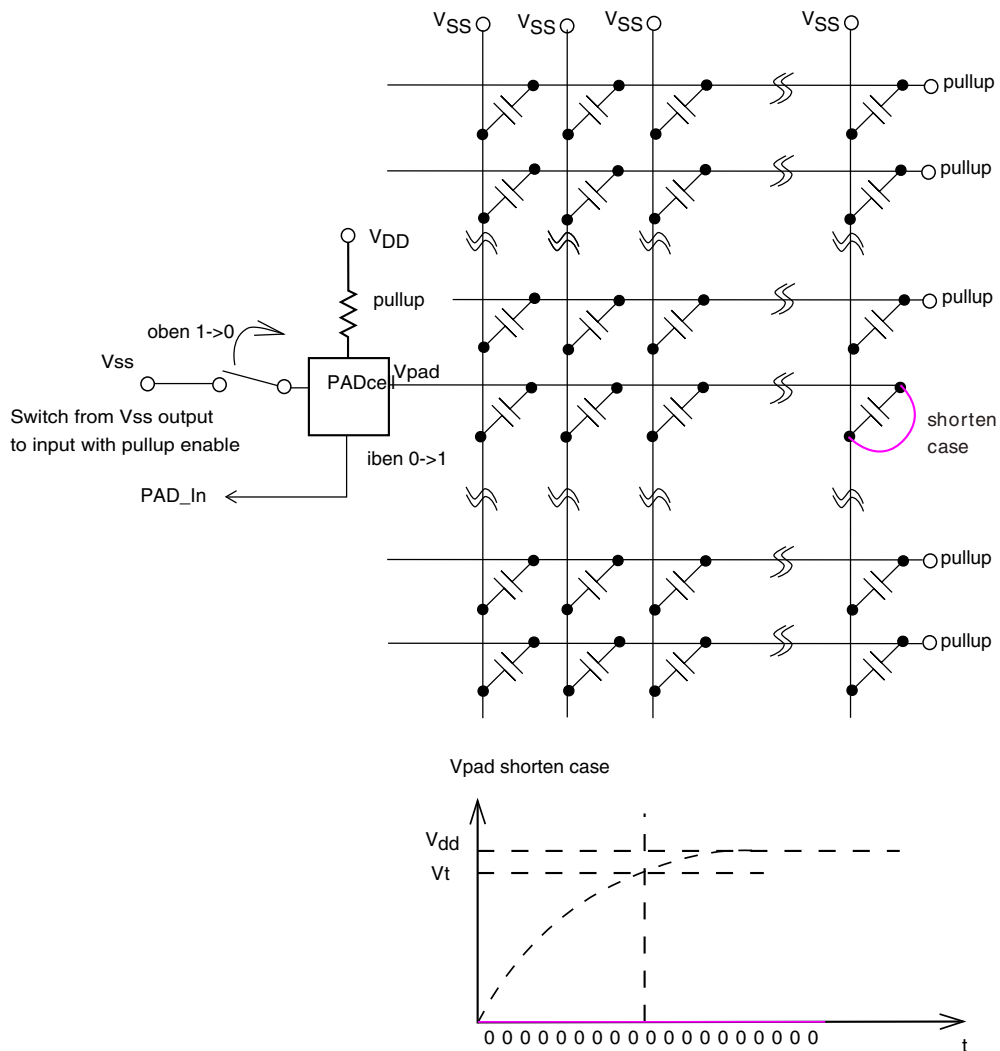 VSS VSS VSS VSS
pullup
pullup
VDD
pullup
pullup
oben 1->0
Vss
PADcell
Vpad
Switch from Vss output
to input with pullup enable
iben 0->1
shorten
case
PAD_In
pullup
pullup
Vpad shorten case
Vdd
Vt
0 0 0 0 0 0 0 0 0 0 0 0 0 0 0 0 0 0 0
t